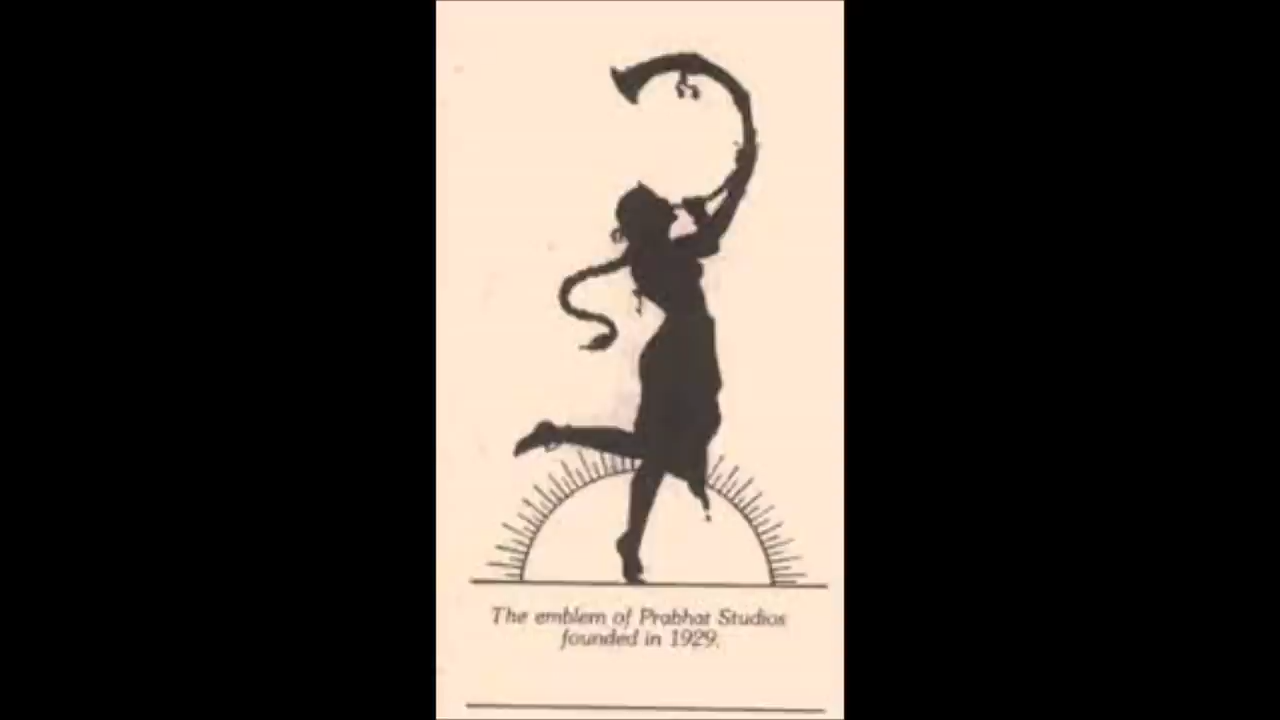 The emblem of Prabhat Studios
founded in 1929.